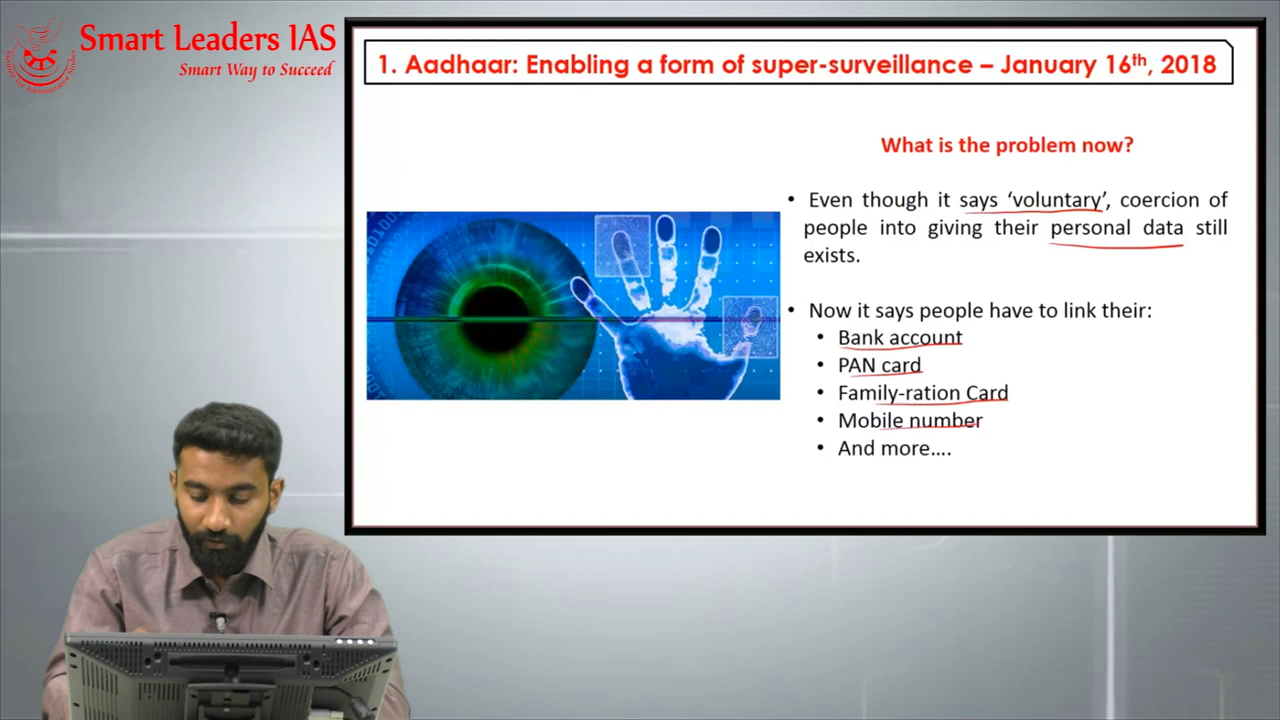 Smart Leaders IAS
Smart Way to Succeed
1. Aadhaar: Enabling a form of super-surveillance – January 16th, 2018
What is the problem now?
• Even though it says ‘voluntary’, coercion of
people into giving their personal data still
exists.
• Now it says people have to link their:
• Bank account
• PAN card
• Family-ration Card
• Mobile number
• And more….